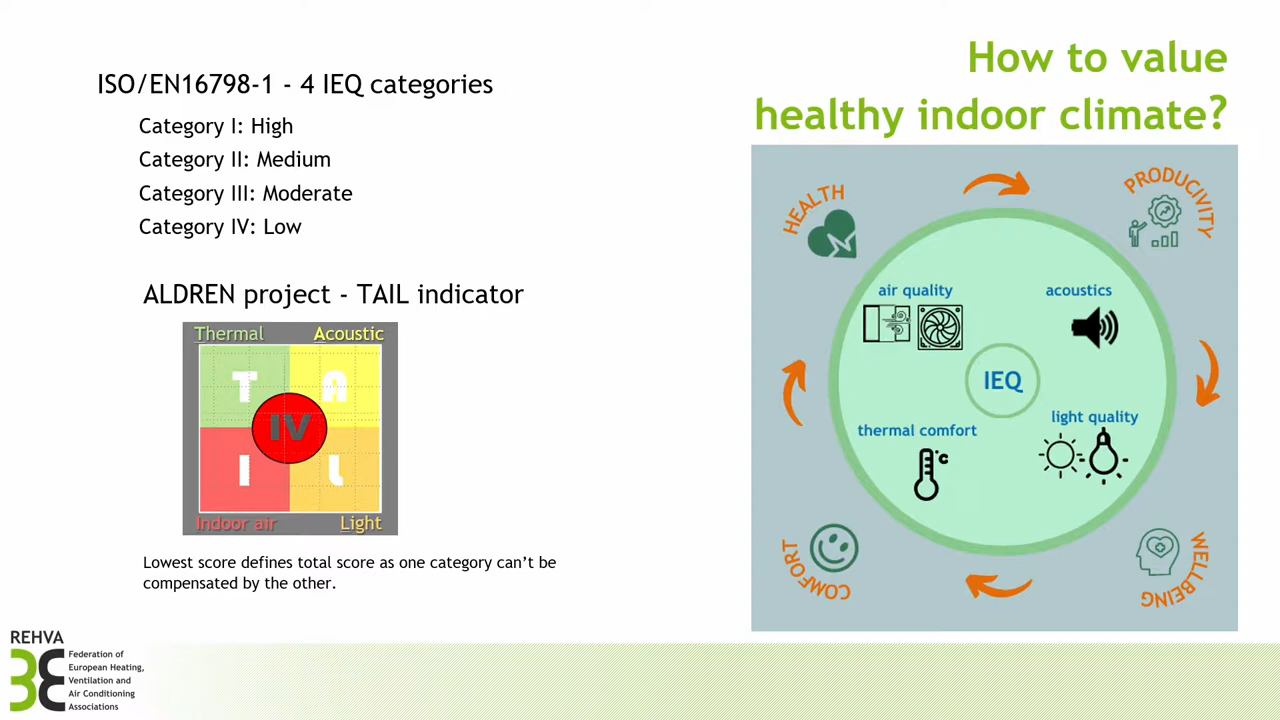 How to value
healthy indoor climate?
ISO/EN16798-1 - 4 IEQ categories
Category I: High
Category II: Medium
Category III: Moderate
Category IV: Low
ALDREN project - TAIL indicator
Thermal
Acoustic
T
A
IV
I
L
Indoor air
Light
Lowest score defines total score as one category can't be
compensated by the other.
HEALTH
PRODUCIVITY
air quality
acoustics
IEQ
thermal comfort
°c
light quality
COMFORT
WELLBEING
REHVA
Federation of
European Heating,
Ventilation and
Air Conditioning
Associations